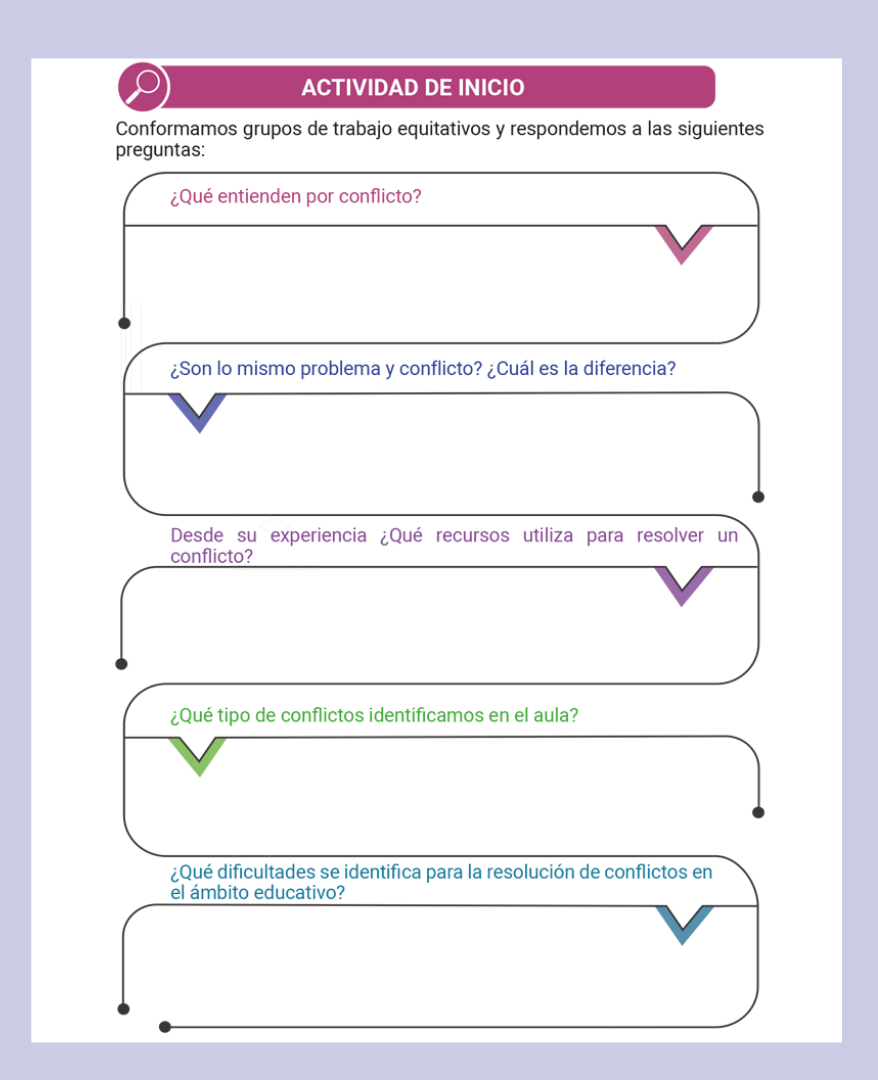 ACTIVIDAD DE INICIO
Conformamos grupos de trabajo equitativos y respondemos a las siguientes
preguntas:
¿Qué entienden por conflicto?
¿Son lo mismo problema y conflicto? ¿Cuál es la diferencia?
Desde su experiencia ¿Qué recursos utiliza para resolver un
conflicto?
¿Qué tipo de conflictos identificamos en el aula?
¿Qué dificultades se identifica para la resolución de conflictos en
el ámbito educativo?